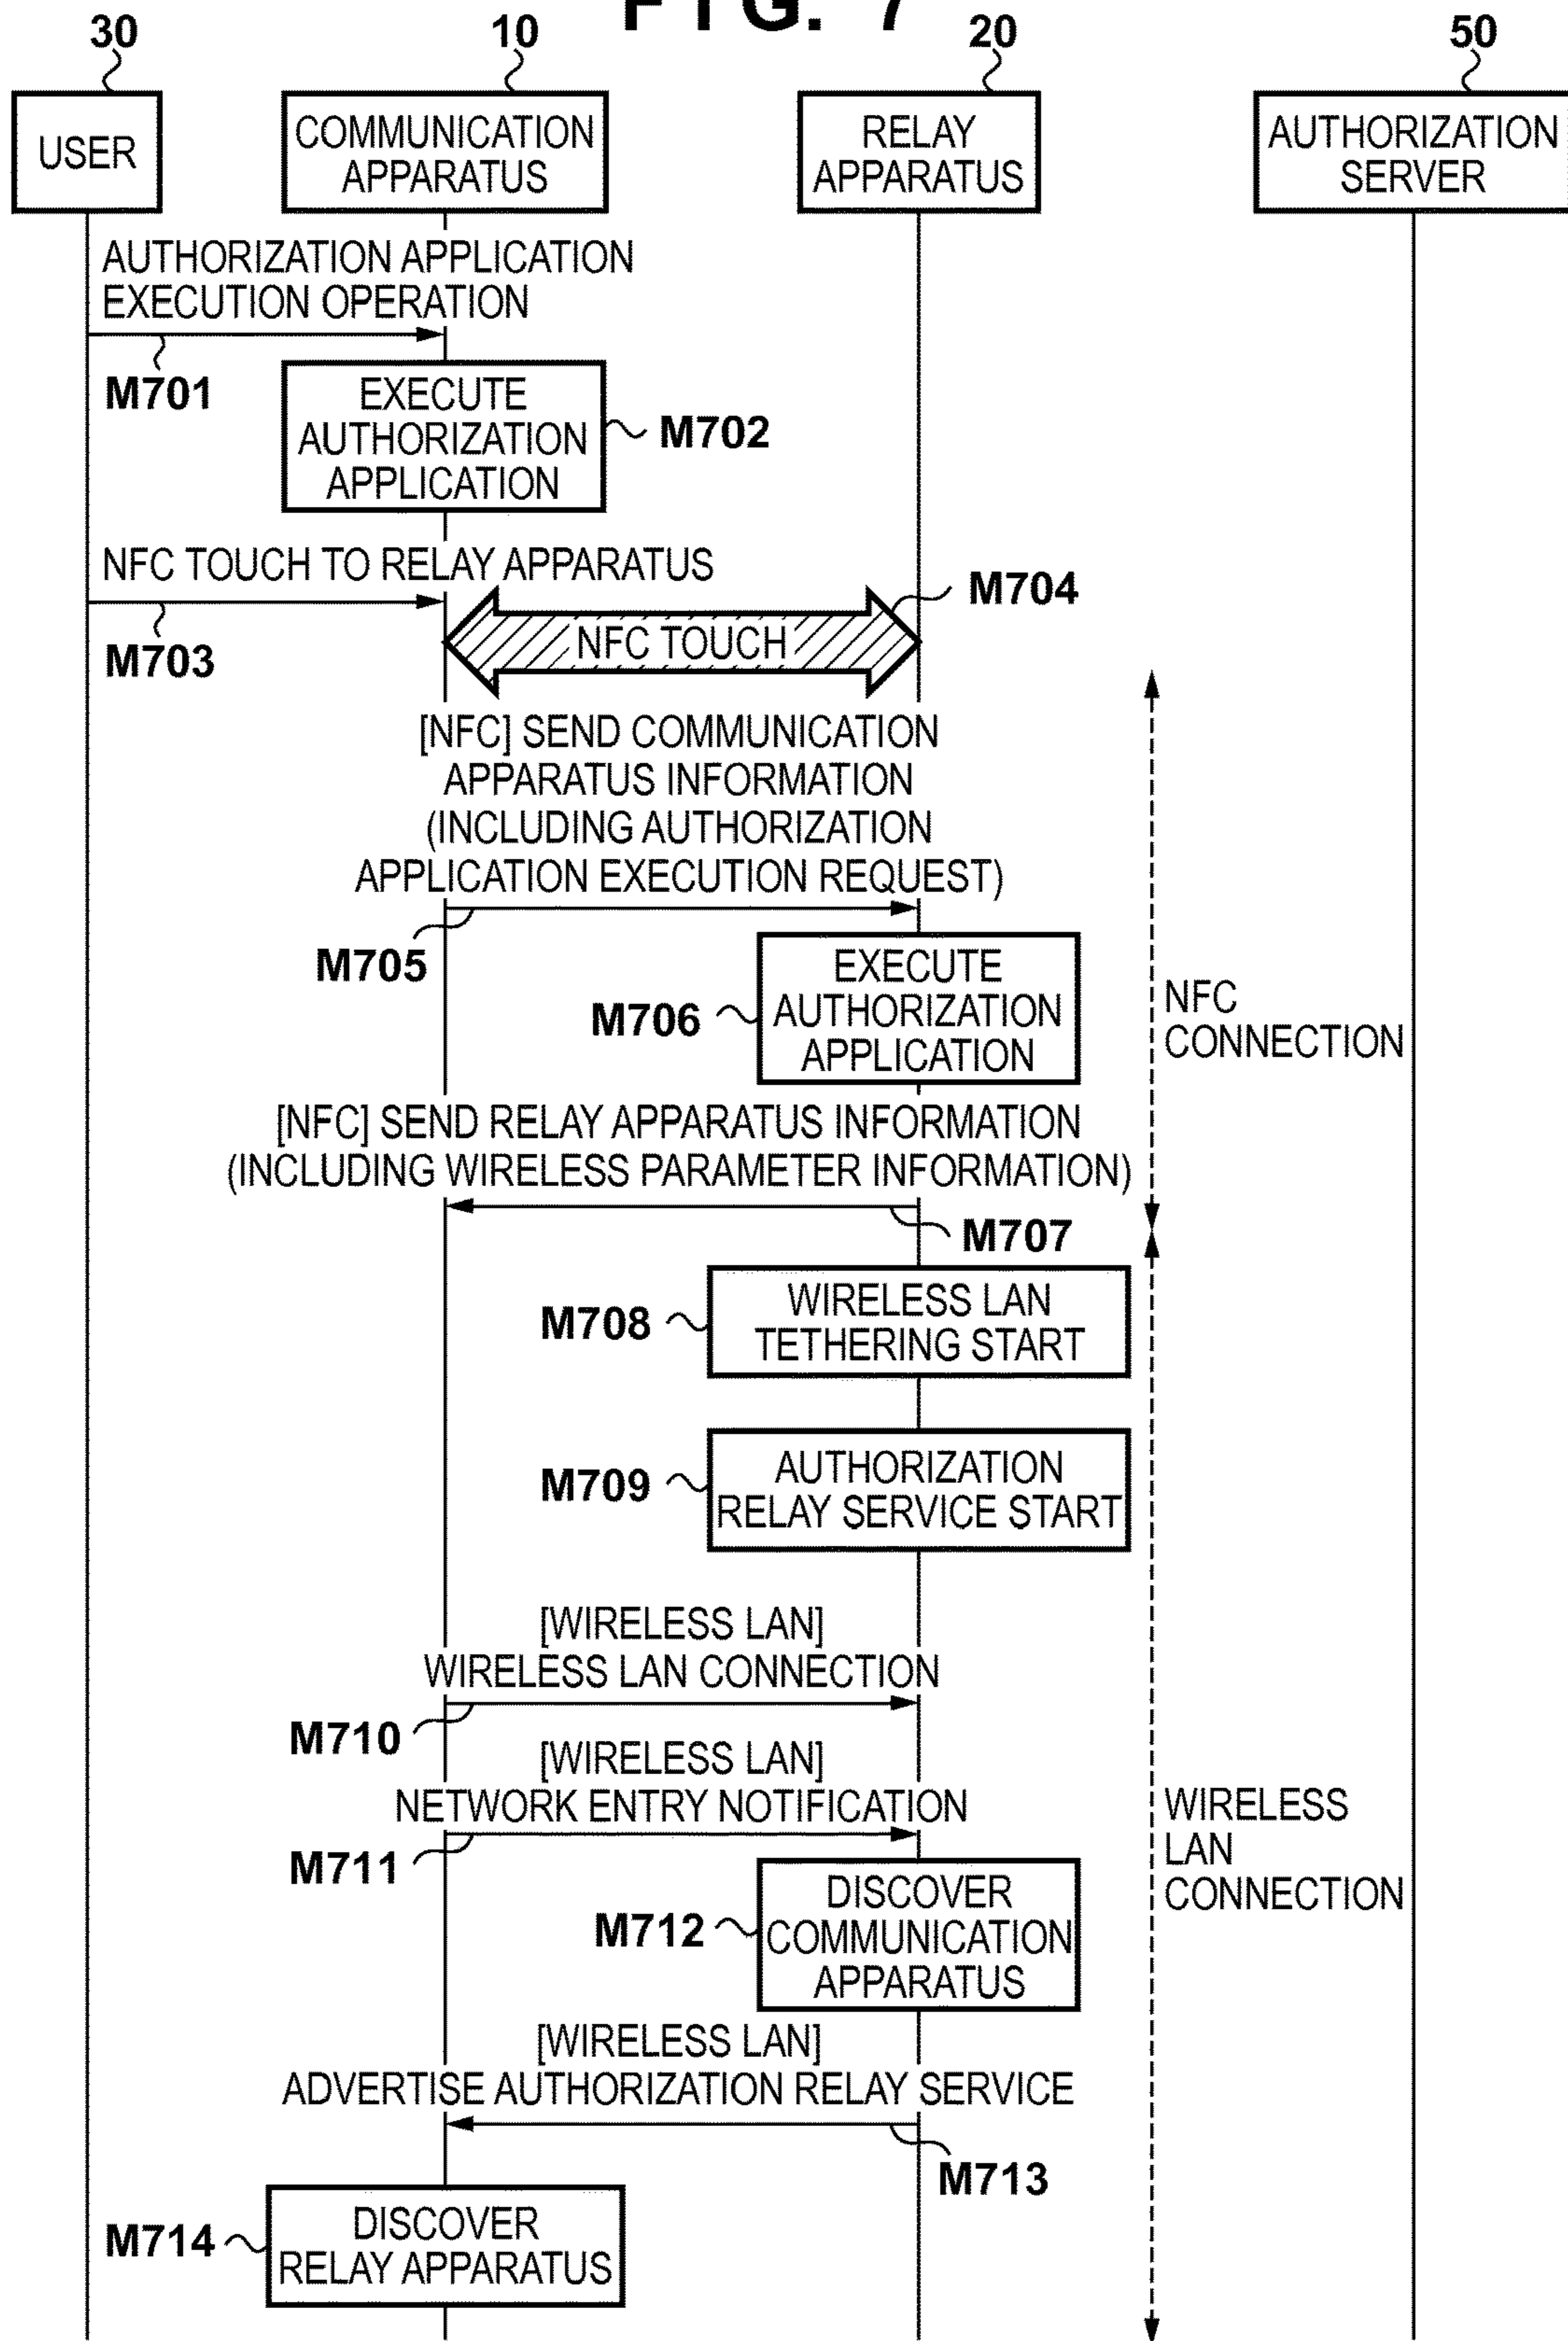 FIG. 7
30
10
20
50
USER
COMMUNICATION
APPARATUS
RELAY
APPARATUS
AUTHORIZATION
SERVER
AUTHORIZATION APPLICATION
EXECUTION OPERATION
M701
EXECUTE
AUTHORIZATION
APPLICATION
M702
NFC TOUCH TO RELAY APPARATUS
M703
NFC TOUCH
M704
[NFC] SEND COMMUNICATION
APPARATUS INFORMATION
(INCLUDING AUTHORIZATION
APPLICATION EXECUTION REQUEST)
M705
EXECUTE
AUTHORIZATION
APPLICATION
M706
NFC
CONNECTION
[NFC] SEND RELAY APPARATUS INFORMATION
(INCLUDING WIRELESS PARAMETER INFORMATION)
M707
M708
WIRELESS LAN
TETHERING START
M709
AUTHORIZATION
RELAY SERVICE START
[WIRELESS LAN]
WIRELESS LAN CONNECTION
M710
[WIRELESS LAN]
NETWORK ENTRY NOTIFICATION
M711
WIRELESS
LAN
CONNECTION
M712
DISCOVER
COMMUNICATION
APPARATUS
[WIRELESS LAN]
ADVERTISE AUTHORIZATION RELAY SERVICE
M713
M714
DISCOVER
RELAY APPARATUS